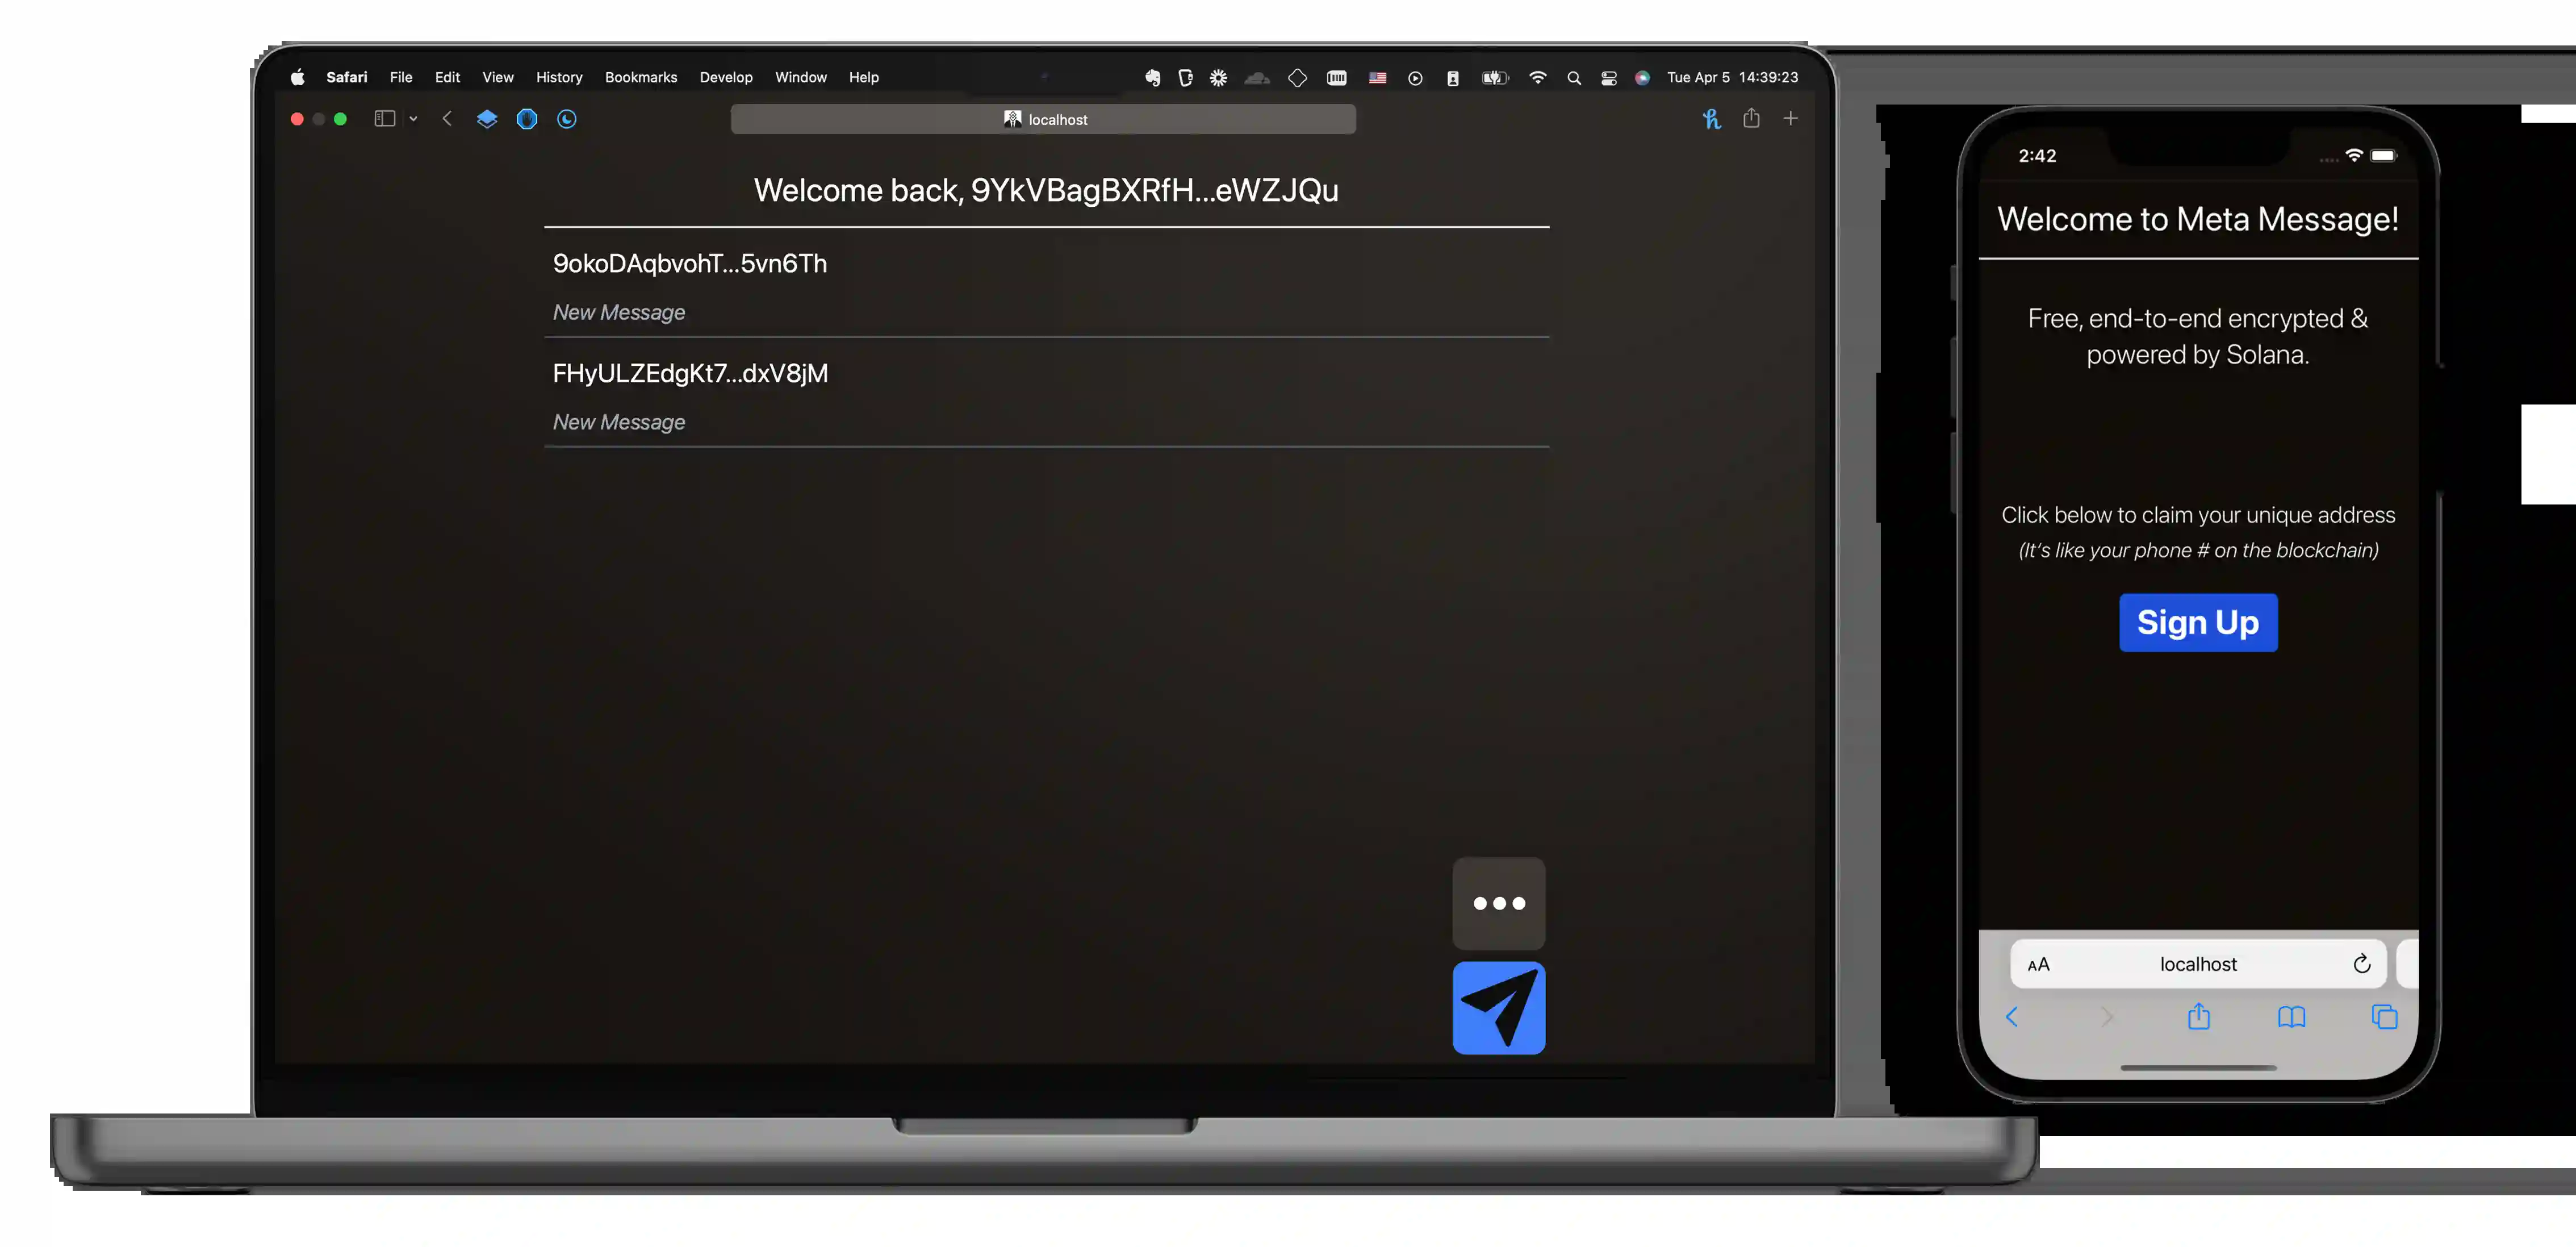 Safari File Edit View History Bookmarks Develop Window Help Tue Apr 5 14:39:23
localhost
Welcome back, 9YkVBagBXRfH...eWZJQu
9okoDAqbvohT...5vn6Th
New Message
FHyULZEdgKt7...dxV8jM
New Message
2:42
Welcome to Meta Message!
Free, end-to-end encrypted &
powered by Solana.
Click below to claim your unique address
(It's like your phone # on the blockchain)
Sign Up
AA localhost